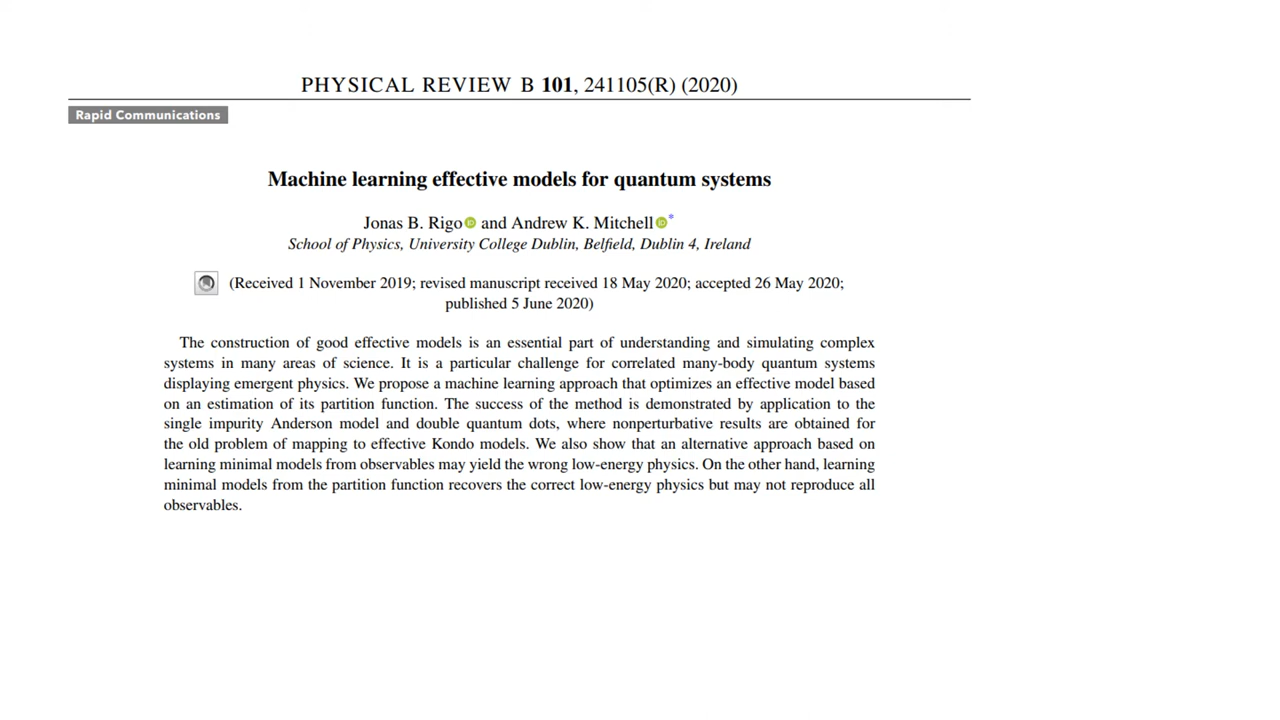 PHYSICAL REVIEW B 101, 241105(R) (2020)
Rapid Communications
Machine learning effective models for quantum systems
Jonas B. Rigo and Andrew K. Mitchell*
School of Physics, University College Dublin, Belfield, Dublin 4, Ireland
(Received 1 November 2019; revised manuscript received 18 May 2020; accepted 26 May 2020;
published 5 June 2020)
The construction of good effective models is an essential part of understanding and simulating complex
systems in many areas of science. It is a particular challenge for correlated many-body quantum systems
displaying emergent physics. We propose a machine learning approach that optimizes an effective model based
on an estimation of its partition function. The success of the method is demonstrated by application to the
single impurity Anderson model and double quantum dots, where nonperturbative results are obtained for
the old problem of mapping to effective Kondo models. We also show that an alternative approach based on
learning minimal models from observables may yield the wrong low-energy physics. On the other hand, learning
minimal models from the partition function recovers the correct low-energy physics but may not reproduce all
observables.